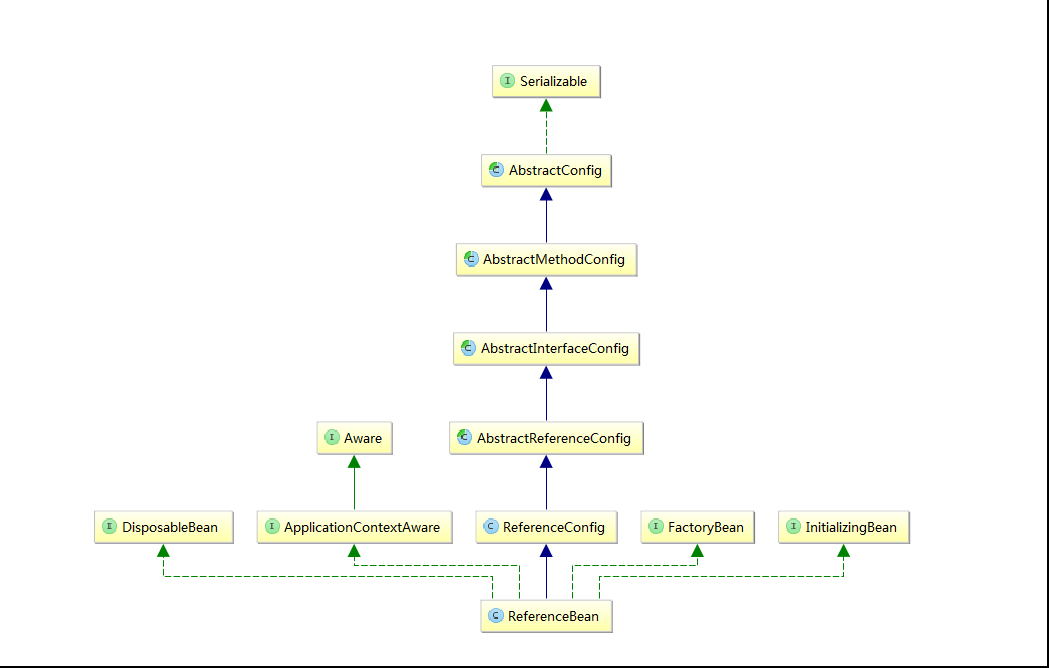 I Serializable
C AbstractConfig
C AbstractMethodConfig
C AbstractInterfaceConfig
I Aware
C AbstractReferenceConfig
I DisposableBean
I ApplicationContextAware
C ReferenceConfig
I FactoryBean
I InitializingBean
C ReferenceBean